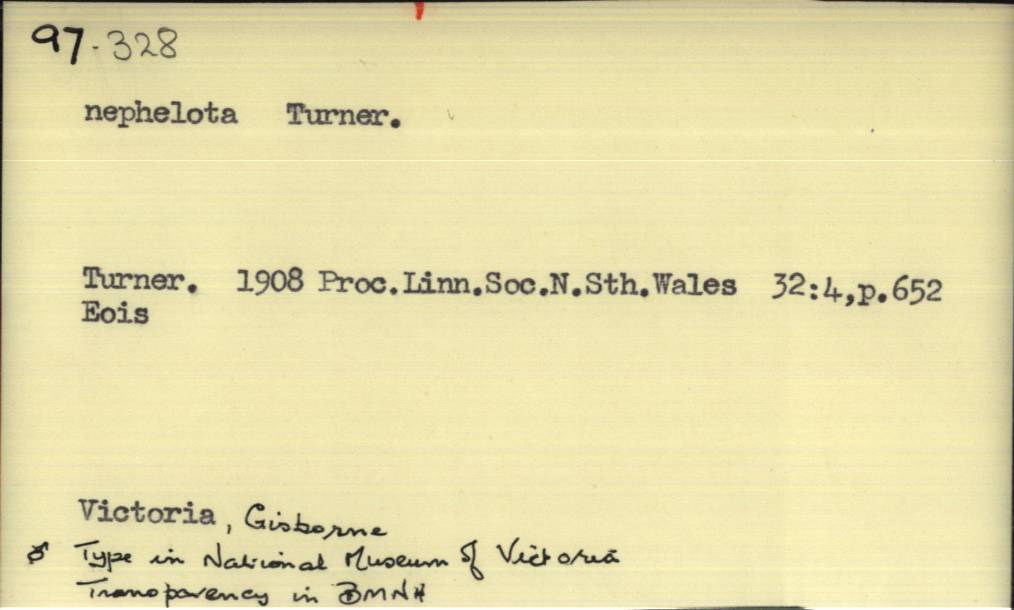 97-328
nephelota Turner.
Turner. 1908 Proc.Linn.Soc.N.Sth.Wales 32:4,p.652
Eois
Victoria, Gisborne
♂ Type in National Museum of Victoria
Transparency in BMNH